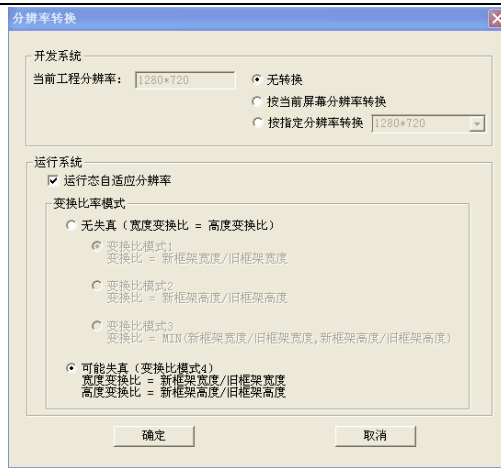 分辨率转换
开发系统
当前工程分辨率: 1280*720
无转换
按当前屏幕分辨率转换
按指定分辨率转换 1280*720
运行系统
运行态自适应分辨率
变换比率模式
无失真(宽度变换比 = 高度变换比)
变换比模式1
变换比 = 新框架宽度/旧框架宽度
变换比模式2
变换比 = 新框架高度/旧框架高度
变换比模式3
变换比 = MIN(新框架宽度/旧框架宽度,新框架高度/旧框架高度)
可能失真(变换比模式4)
宽度变换比 = 新框架宽度/旧框架宽度
高度变换比 = 新框架高度/旧框架高度
确定 取消